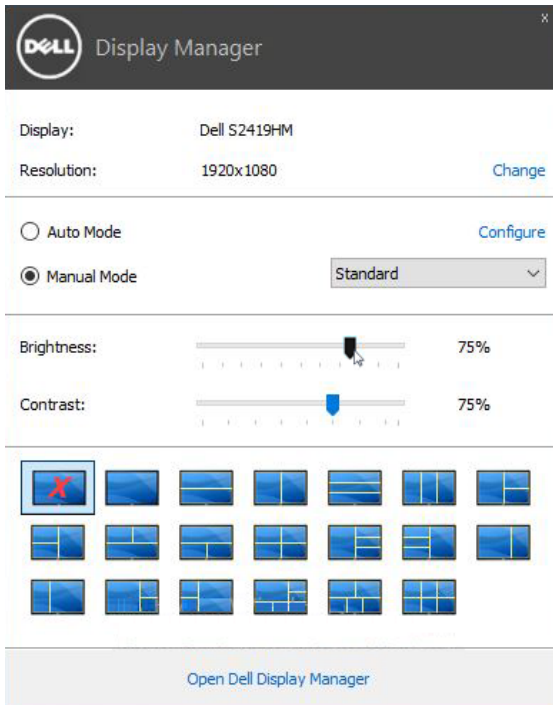 x
DELL Display Manager
Display: Dell S2419HM
Resolution: 1920x1080 Change
Auto Mode Configure
Manual Mode Standard
Brightness: 75%
Contrast: 75%
X
Open Dell Display Manager